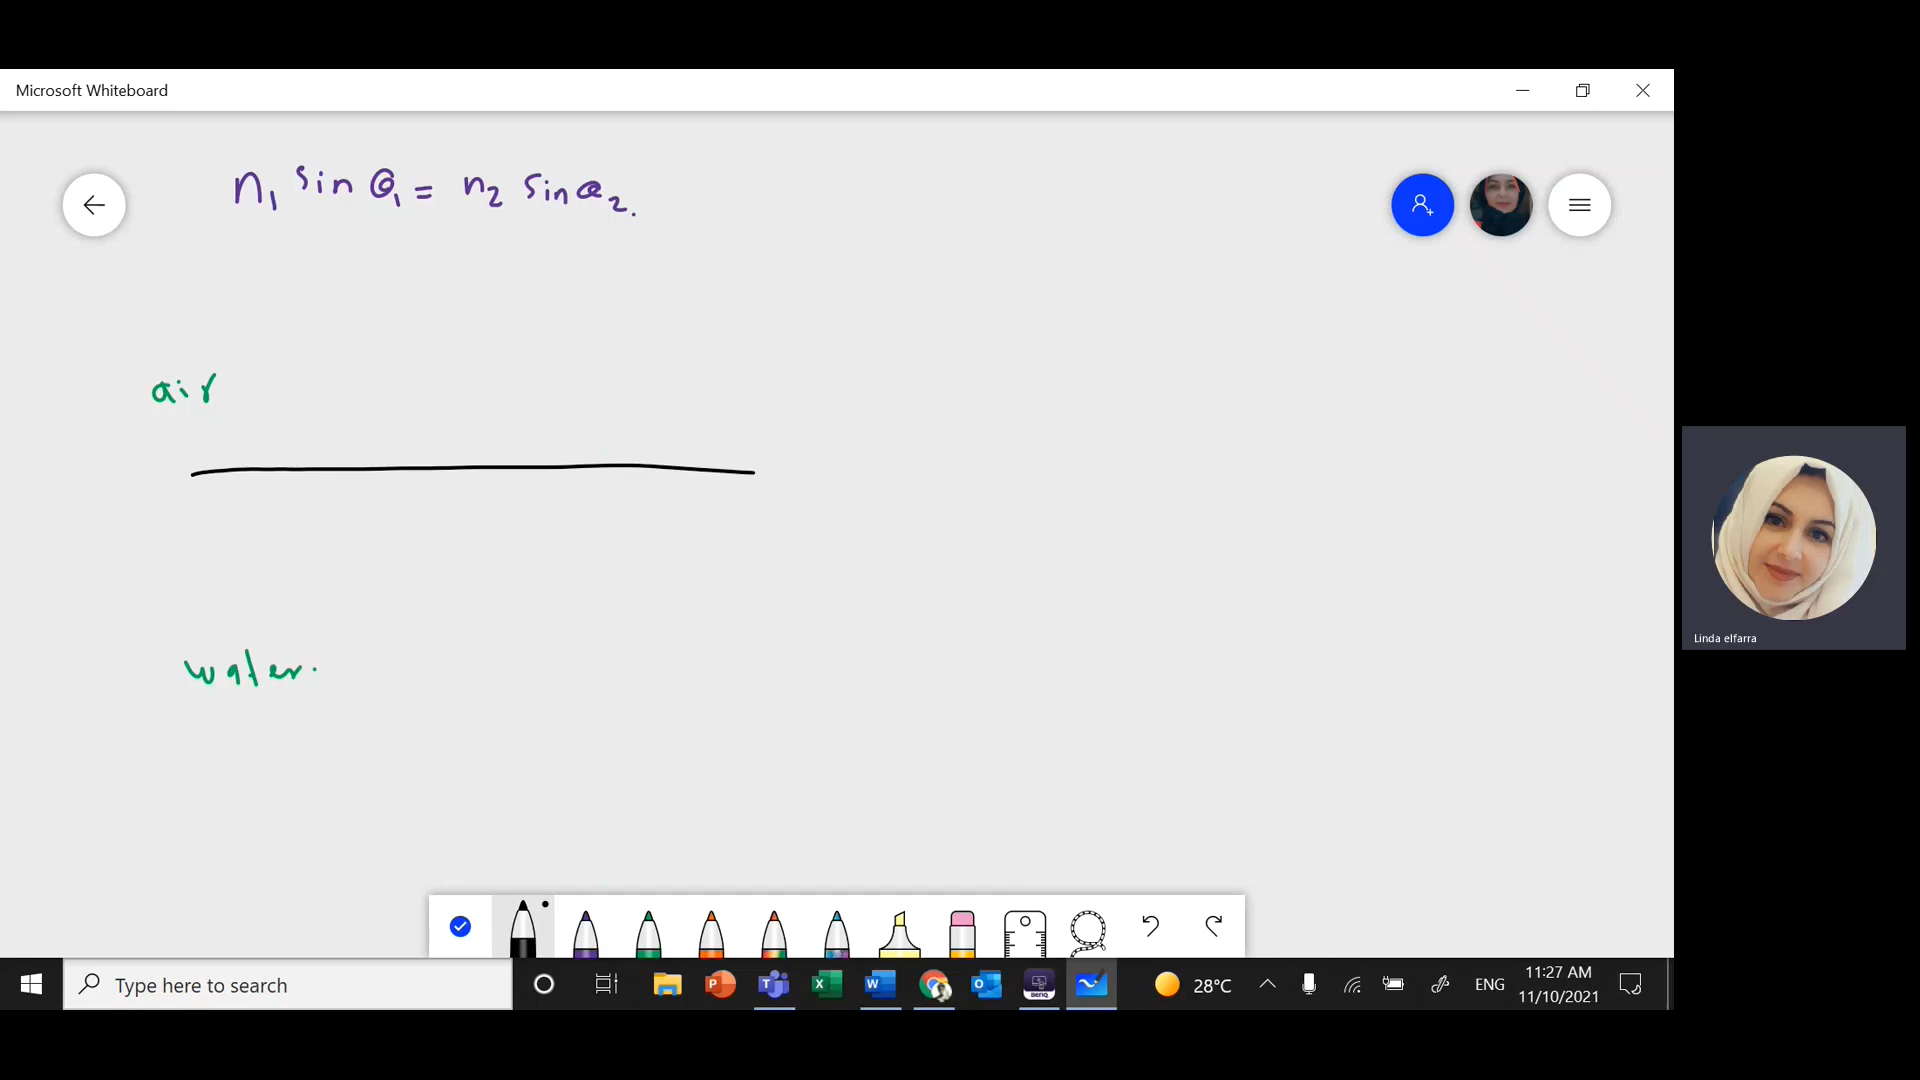 Microsoft Whiteboard
n₁ sin θ₁ = n₂ sin θ₂.
air
water.
Linda elfarra
Type here to search
28°C
ENG
11:27 AM
11/10/2021